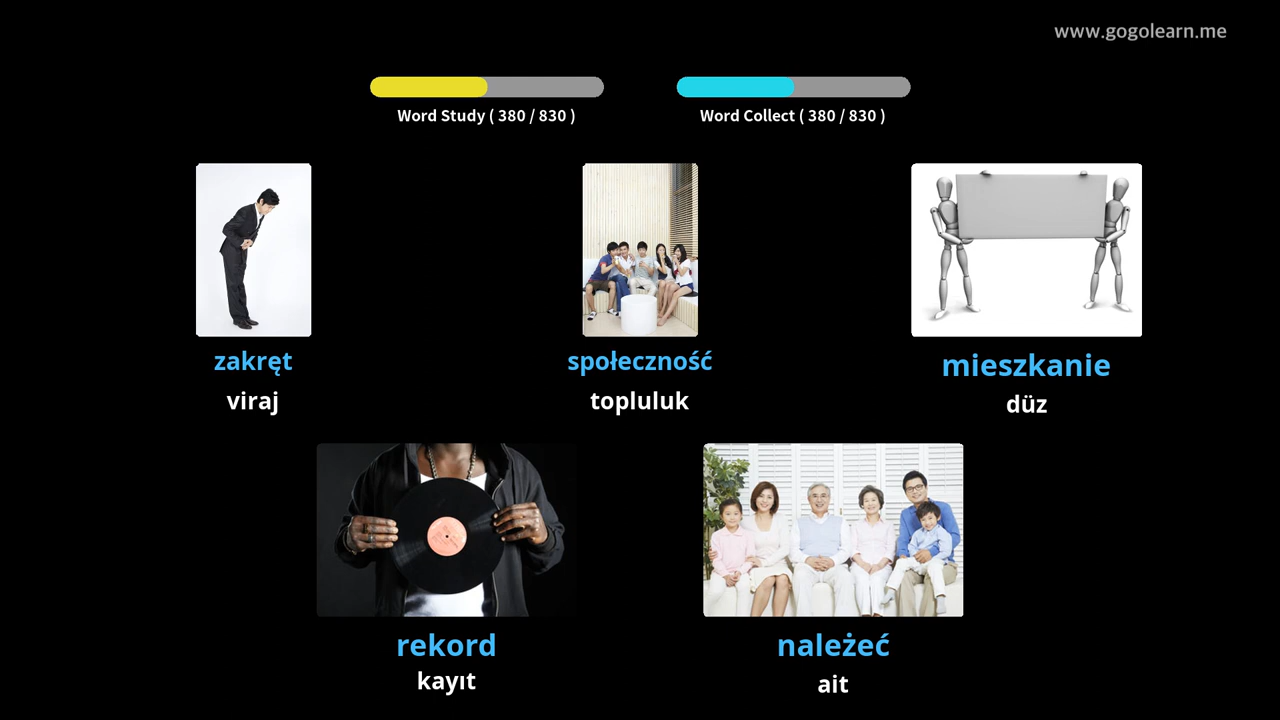 www.gogolearn.me
Word Study ( 380 / 830 )
Word Collect ( 380 / 830 )
zakręt
viraj
społeczność
topluluk
mieszkanie
düz
rekord
kayıt
należeć
ait